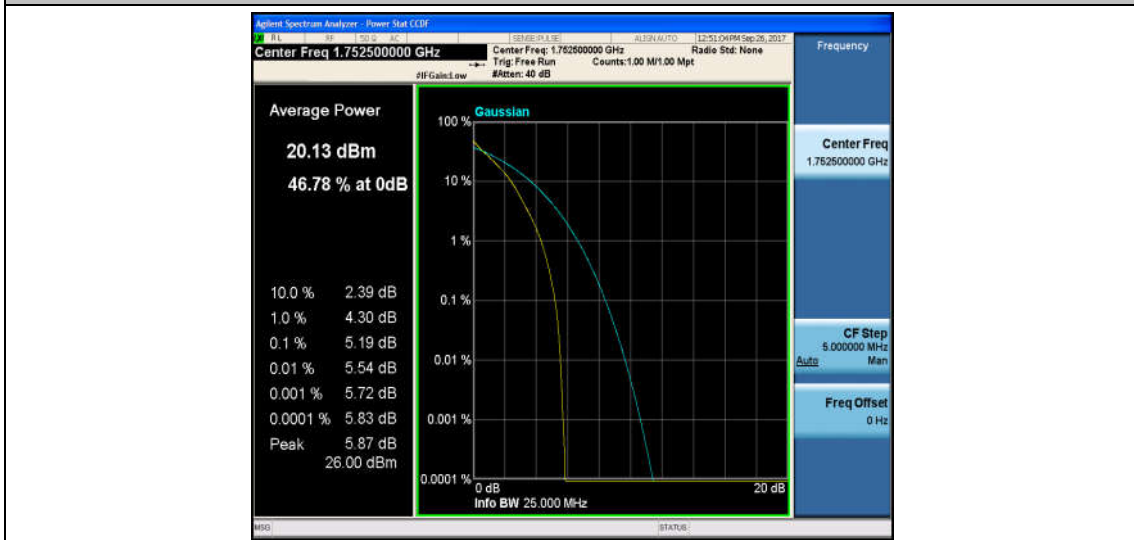 Agilent Spectrum Analyzer - Power Stat CCDF
RL RF 50 Ω AC SENSE:PULSE ALIGN AUTO 12:51:04 PM Sep 26, 2017
Center Freq 1.752500000 GHz
Center Freq: 1.752500000 GHz Radio Std: None
Trig: Free Run Counts:1.00 M/1.00 Mpt
#IFGain:Low #Atten: 40 dB
Frequency
Average Power
20.13 dBm
46.78 % at 0dB
10.0 % 2.39 dB
1.0 % 4.30 dB
0.1 % 5.19 dB
0.01 % 5.54 dB
0.001 % 5.72 dB
0.0001 % 5.83 dB
Peak 5.87 dB
26.00 dBm
Gaussian
100 %
10 %
1 %
0.1 %
0.01 %
0.001 %
0.0001 %
0 dB 20 dB
Info BW 25.000 MHz
Center Freq
1.752500000 GHz
CF Step
5.000000 MHz
Auto Man
Freq Offset
0 Hz
MSG STATUS